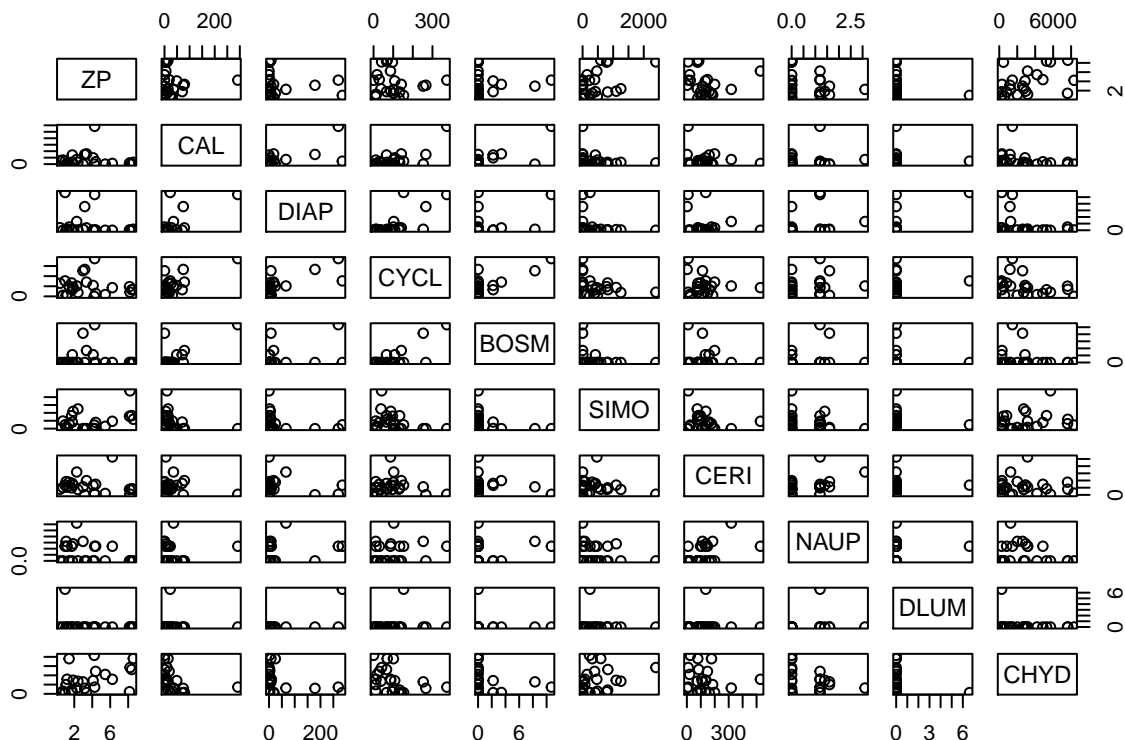 0 200 0 300 0 2000 0.0 2.5 0 6000
ZP 2
0 CAL
DIAP 0
0 CYCL
BOSM 0
0 SIMO
CERI 0
0.0 NAUP
DLUM 0 6
0 CHYD
2 6 0 200 0 6 0 300 0 3 6